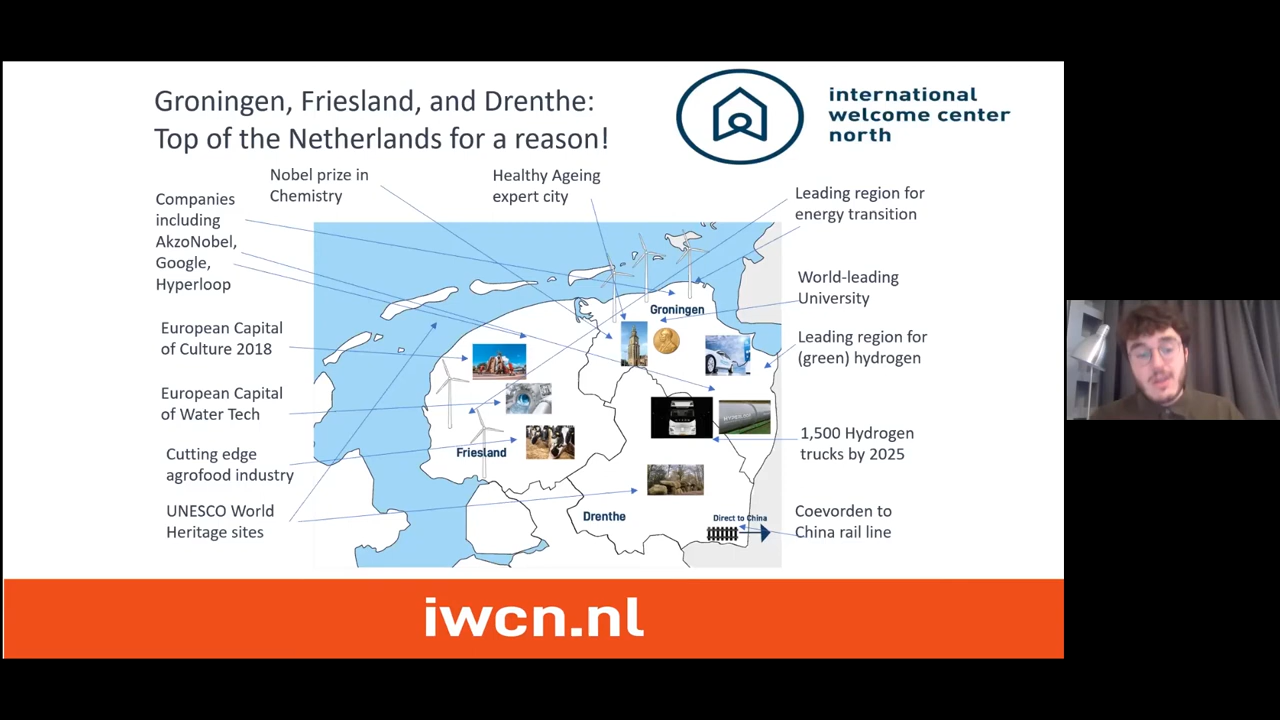 Groningen, Friesland, and Drenthe:
Top of the Netherlands for a reason!
international
welcome center
north
Nobel prize in
Chemistry
Healthy Ageing
expert city
Companies
including
AkzoNobel,
Google,
Hyperloop
European Capital
of Culture 2018
European Capital
of Water Tech
Cutting edge
agrofood industry
UNESCO World
Heritage sites
Leading region for
energy transition
World-leading
University
Leading region for
(green) hydrogen
1,500 Hydrogen
trucks by 2025
Coevorden to
China rail line
Groningen
Friesland
Drenthe
Direct to China
iwcn.nl